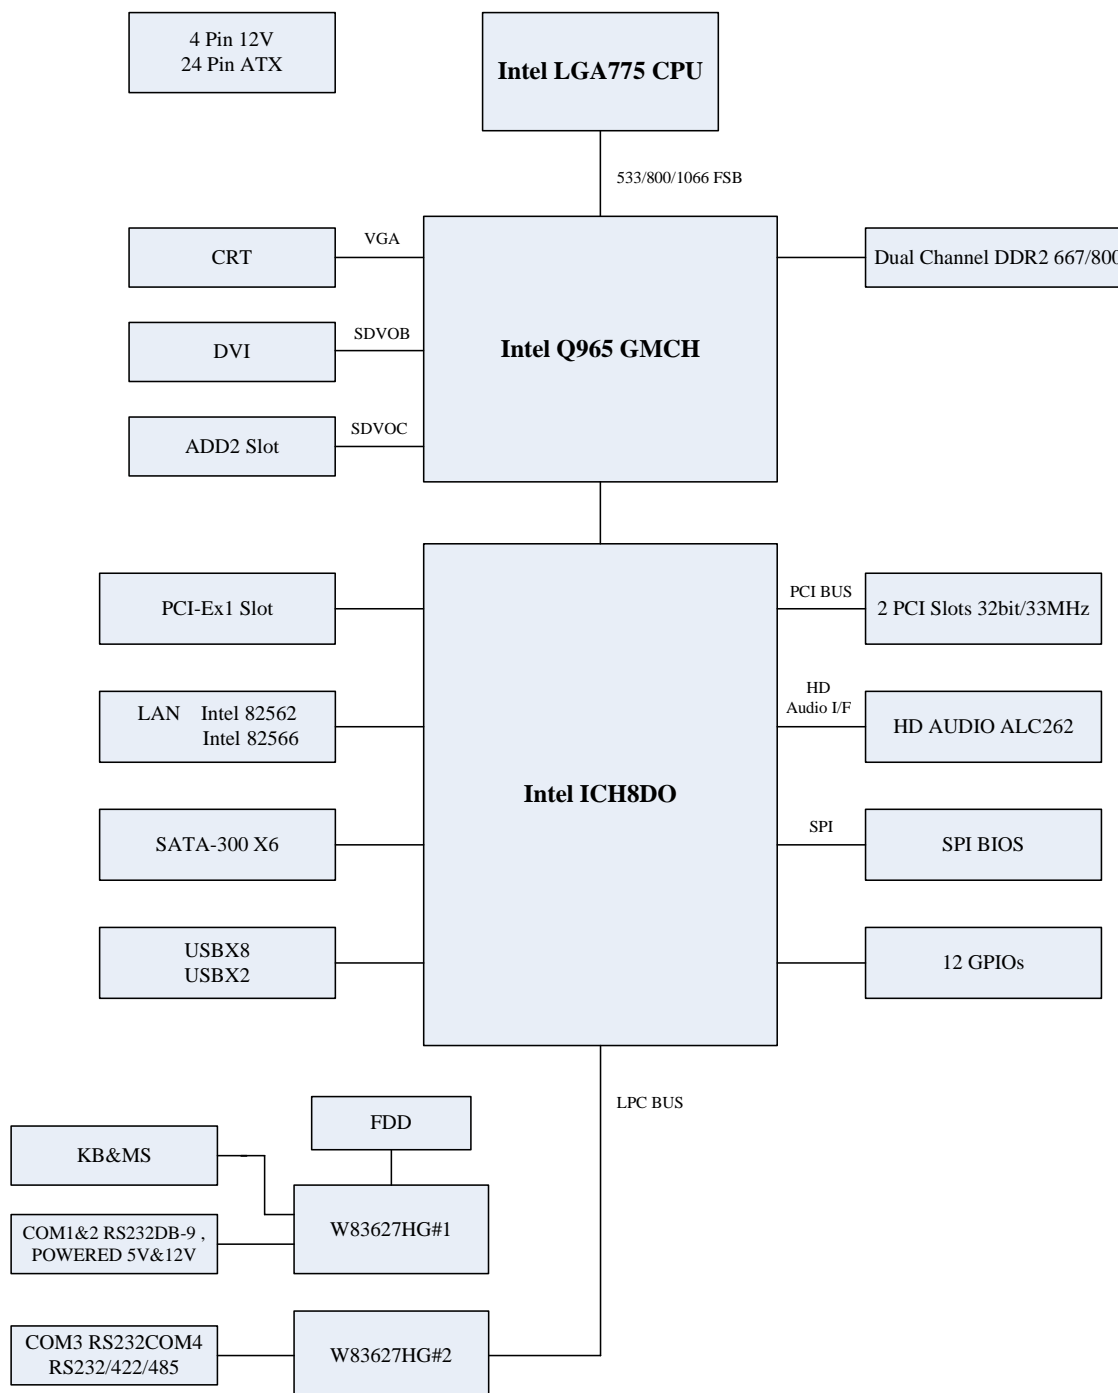 4 Pin 12V
24 Pin ATX
Intel LGA775 CPU
533/800/1066 FSB
CRT
VGA
Dual Channel DDR2 667/800
DVI
SDVOB
Intel Q965 GMCH
ADD2 Slot
SDVOC
PCI-Ex1 Slot
PCI BUS
2 PCI Slots 32bit/33MHz
LAN Intel 82562
Intel 82566
HD
Audio I/F
HD AUDIO ALC262
Intel ICH8DO
SATA-300 X6
SPI
SPI BIOS
USBX8
USBX2
12 GPIOs
LPC BUS
FDD
KB&MS
W83627HG#1
COM1&2 RS232DB-9 ,
POWERED 5V&12V
COM3 RS232COM4
RS232/422/485
W83627HG#2